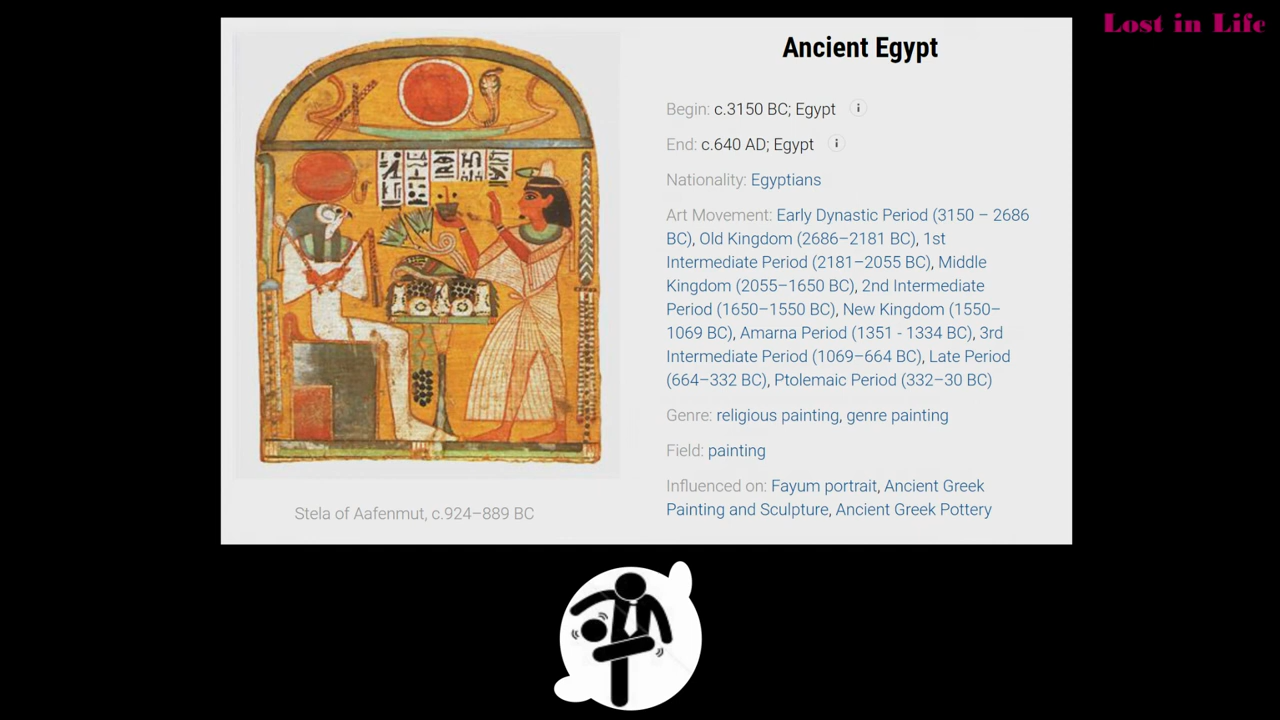 Lost in Life
Ancient Egypt
Begin: c.3150 BC; Egypt i
End: c.640 AD; Egypt i
Nationality: Egyptians
Art Movement: Early Dynastic Period (3150 – 2686
BC), Old Kingdom (2686–2181 BC), 1st
Intermediate Period (2181–2055 BC), Middle
Kingdom (2055–1650 BC), 2nd Intermediate
Period (1650–1550 BC), New Kingdom (1550–
1069 BC), Amarna Period (1351 - 1334 BC), 3rd
Intermediate Period (1069–664 BC), Late Period
(664–332 BC), Ptolemaic Period (332–30 BC)
Genre: religious painting, genre painting
Field: painting
Influenced on: Fayum portrait, Ancient Greek
Painting and Sculpture, Ancient Greek Pottery
Stela of Aafenmut, c.924–889 BC